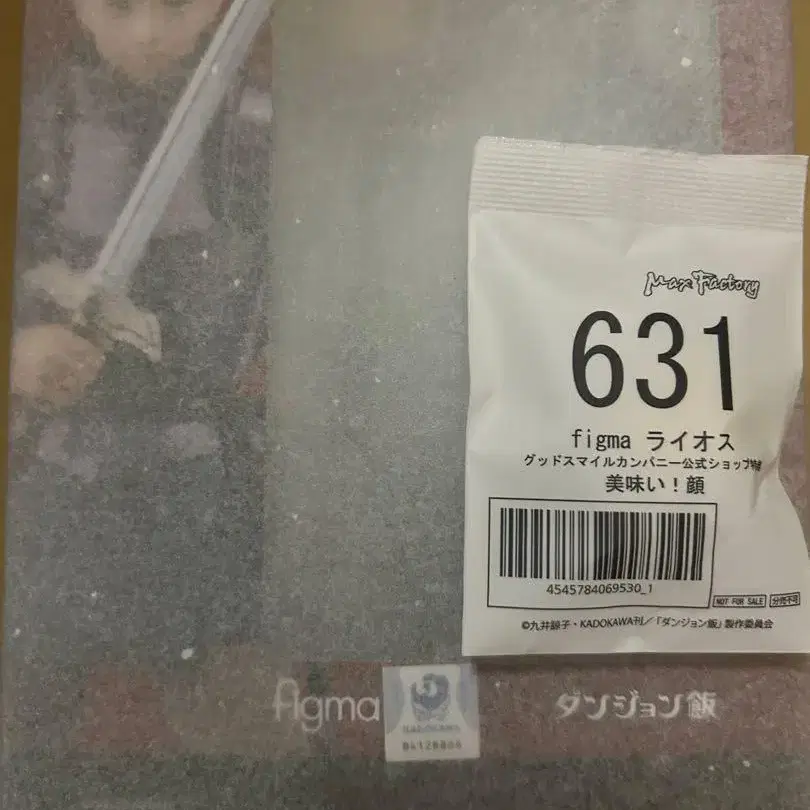 Max Factory
631
figma ライオス
グッドスマイルカンパニー公式ショップ特典
美味い！顔
4545784069530_1
NOT FOR SALE 分売不可
©九井諒子・KADOKAWA刊／「ダンジョン飯」製作委員会
figma
KADOKAWA
ダンジョン飯